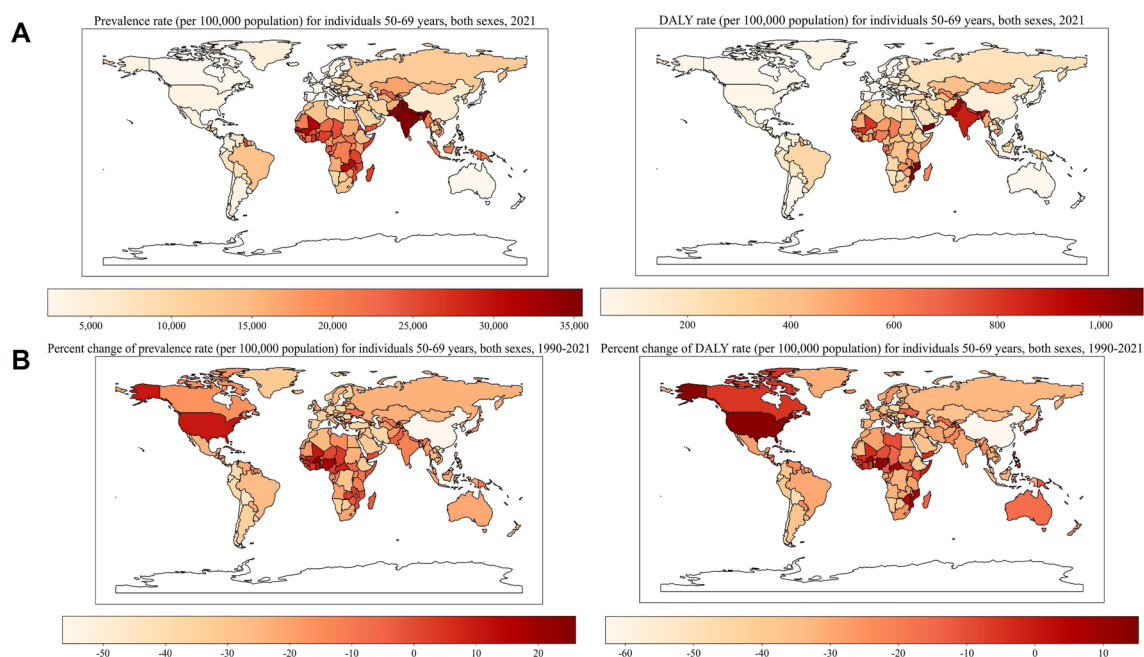 A
Prevalence rate (per 100,000 population) for individuals 50-69 years, both sexes, 2021
DALY rate (per 100,000 population) for individuals 50-69 years, both sexes, 2021
5,000 10,000 15,000 20,000 25,000 30,000 35,000
200 400 600 800 1,000
B
Percent change of prevalence rate (per 100,000 population) for individuals 50-69 years, both sexes, 1990-2021
Percent change of DALY rate (per 100,000 population) for individuals 50-69 years, both sexes, 1990-2021
-50 -40 -30 -20 -10 0 10 20
-60 -50 -40 -30 -20 -10 0 10